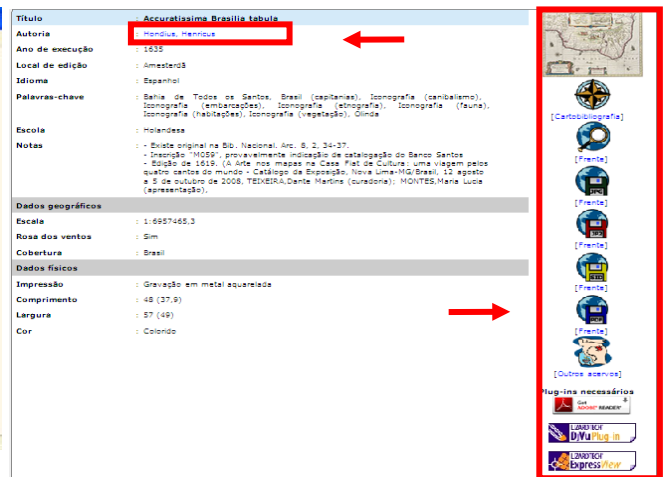 Título : Accuratissima Brasilia tabula
Autoria : Hondius, Henricus
Ano de execução : 1635
Local de edição : Amesterdã
Idioma : Espanhol
Palavras-chave : Bahia de Todos os Santos, Brasil (capitanias), Iconografia (canibalismo),
Iconografia (embarcações), Iconografia (etnografia), Iconografia (fauna),
Iconografia (habitações), Iconografia (vegetação), Olinda
Escola : Holandesa
Notas : - Existe original na Bib. Nacional. Arc. 8, 2, 34-37.
- Inscrição "M059", provavelmente indicação de catalogação do Banco Santos
- Edição de 1619. (A Arte nos mapas na Casa Fiat de Cultura: uma viagem pelos
quatro cantos do mundo - Catálogo da Exposição, Nova Lima-MG/Brasil, 12 agosto
a 5 de outubro de 2008, TEIXEIRA,Dante Martins (curadoria); MONTES,Maria Lucia
(apresentação),
Dados geográficos
Escala : 1:6957465,3
Rosa dos ventos : Sim
Cobertura : Brasil
Dados físicos
Impressão : Gravação em metal aquarelada
Comprimento : 48 (37,9)
Largura : 57 (49)
Cor : Colorido
[Cartobibliografia]
[Frente]
JPG
[Frente]
JP2
[Frente]
SID
[Frente]
[Frente]
[Outros acervos]
Plug-ins necessários
Get
ADOBE® READER®
LIZARDTECH
DjVu Plug-in
LIZARDTECH
Express View